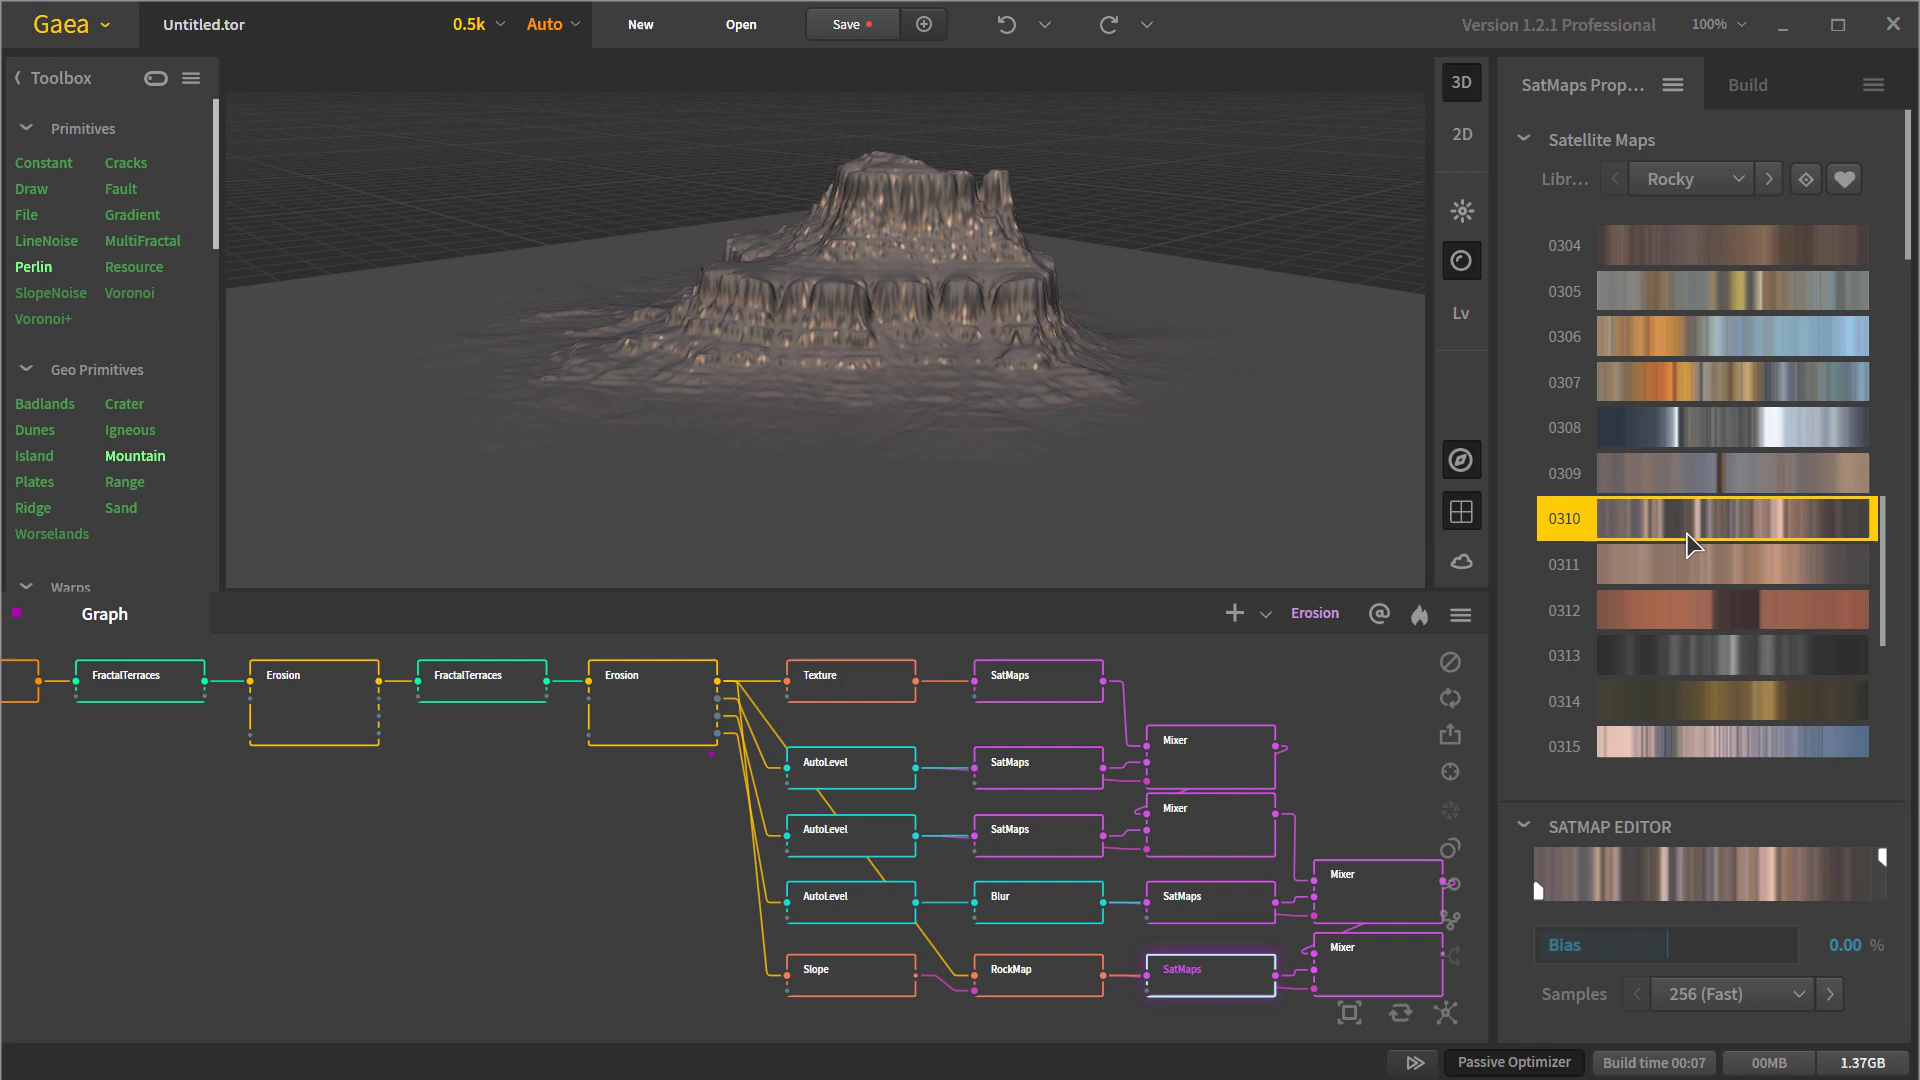 Gaea Untitled.tor 0.5k Auto New Open Save Version 1.2.1 Professional 100%
Toolbox
Primitives
Constant Cracks
Draw Fault
File Gradient
LineNoise MultiFractal
Perlin Resource
SlopeNoise Voronoi
Voronoi+
Geo Primitives
Badlands Crater
Dunes Igneous
Island Mountain
Plates Range
Ridge Sand
Worselands
Warps
3D
2D
Lv
SatMaps Prop... Build
Satellite Maps
Libr... Rocky
0304
0305
0306
0307
0308
0309
0310
0311
0312
0313
0314
0315
SATMAP EDITOR
Bias 0.00 %
Samples 256 (Fast)
Graph Erosion
FractalTerraces Erosion FractalTerraces Erosion Texture SatMaps
Mixer
AutoLevel SatMaps
Mixer
AutoLevel SatMaps
Mixer
AutoLevel Blur SatMaps
Mixer
Slope RockMap SatMaps
Passive Optimizer Build time 00:07 00MB 1.37GB